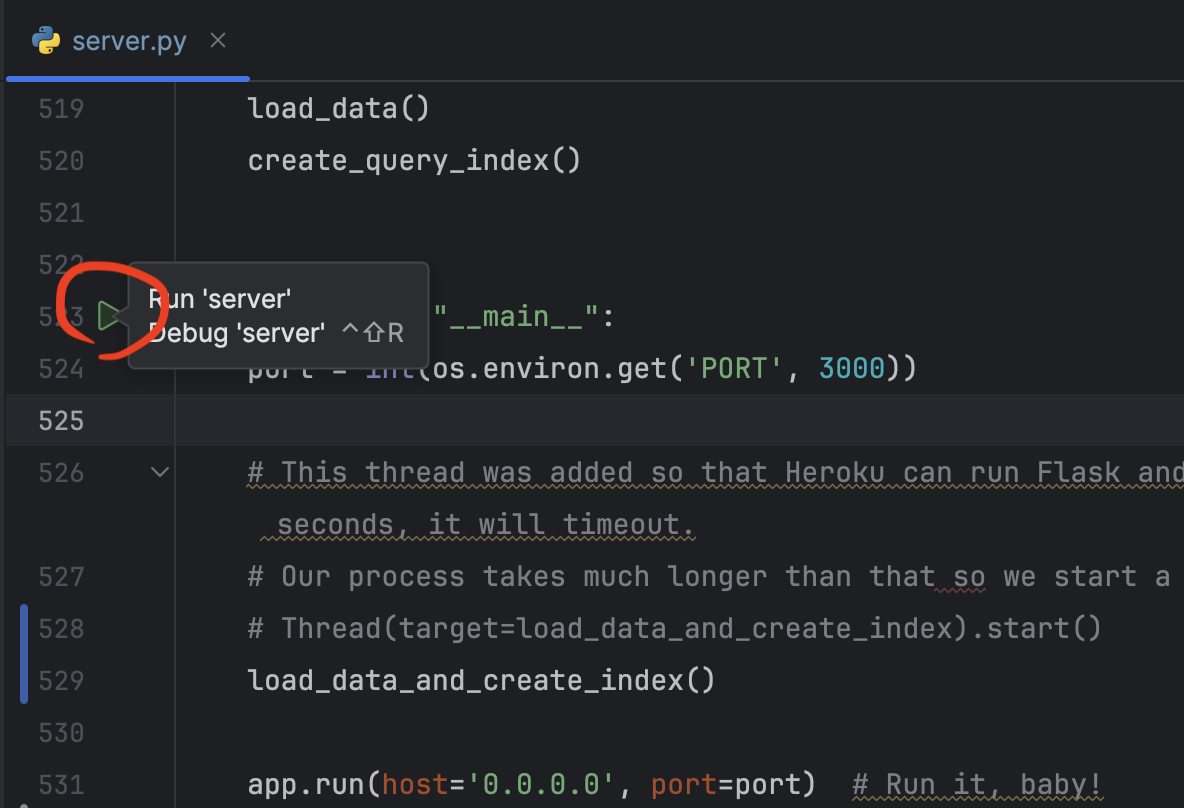 server.py ×
519 load_data()
520 create_query_index()
521
522
523 "__main__":
Run 'server'
Debug 'server' ^⇧R
524 port = int(os.environ.get('PORT', 3000))
525
526 # This thread was added so that Heroku can run Flask and
seconds, it will timeout.
527 # Our process takes much longer than that so we start a
528 # Thread(target=load_data_and_create_index).start()
529 load_data_and_create_index()
530
531 app.run(host='0.0.0.0', port=port) # Run it, baby!